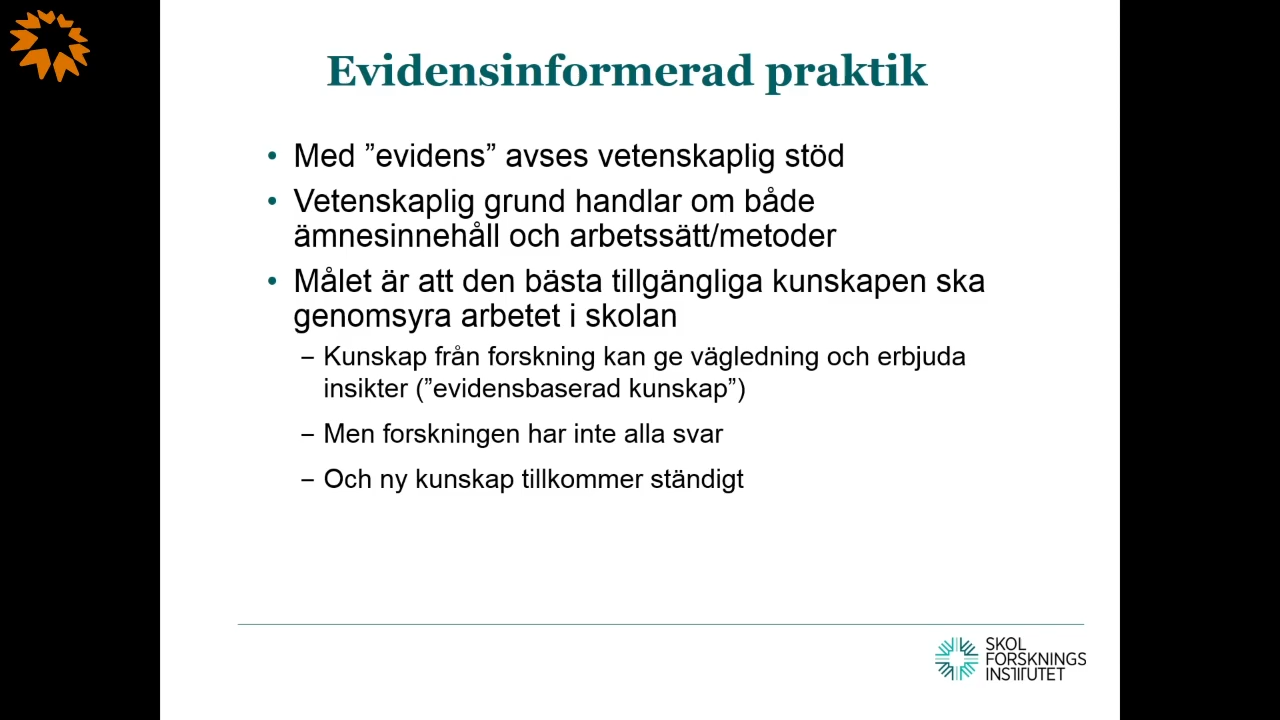 Evidensinformerad praktik
• Med ”evidens” avses vetenskaplig stöd
• Vetenskaplig grund handlar om både
ämnesinnehåll och arbetssätt/metoder
• Målet är att den bästa tillgängliga kunskapen ska
genomsyra arbetet i skolan
– Kunskap från forskning kan ge vägledning och erbjuda
insikter (”evidensbaserad kunskap”)
– Men forskningen har inte alla svar
– Och ny kunskap tillkommer ständigt
SKOL
FORSKNINGS
INSTITUTET